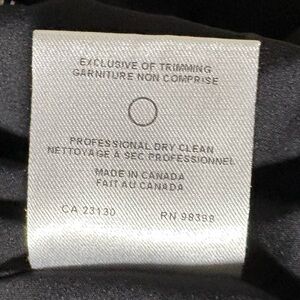 EXCLUSIVE OF TRIMMING
GARNITURE NON COMPRISE
PROFESSIONAL DRY CLEAN
NETTOYAGE A SEC PROFESSIONNEL
MADE IN CANADA
FAIT AU CANADA
CA 23130 RN 98398